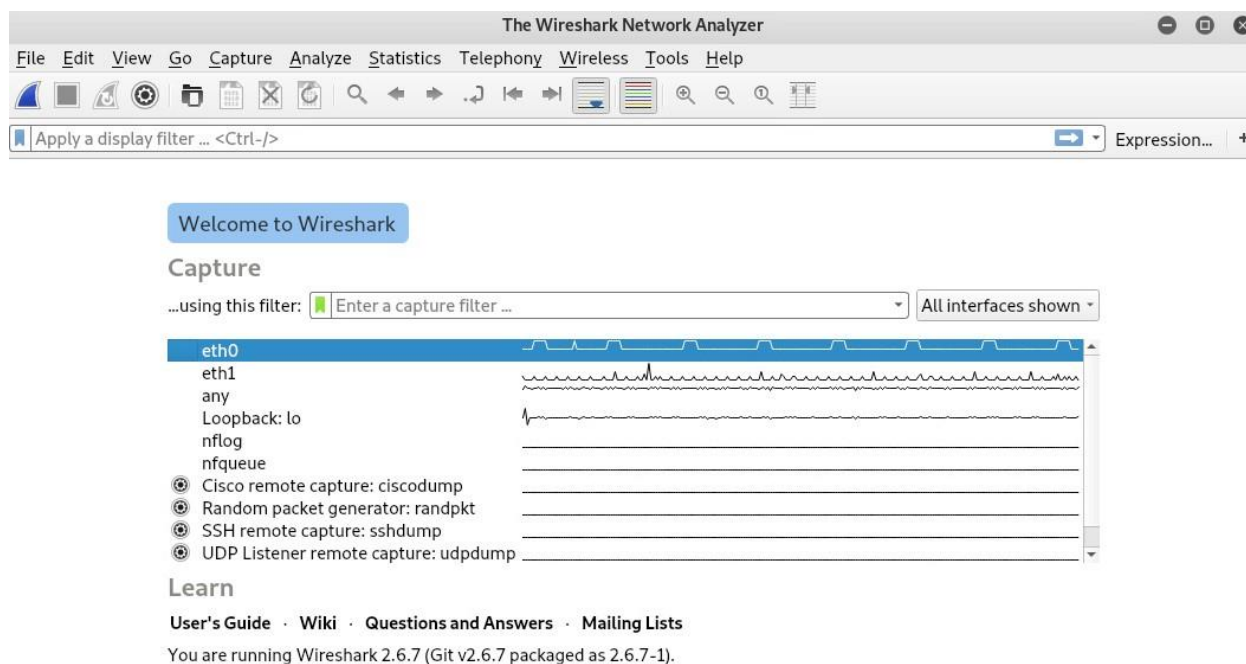 The Wireshark Network Analyzer
File Edit View Go Capture Analyze Statistics Telephony Wireless Tools Help
Apply a display filter ... <Ctrl-/> Expression... +
Welcome to Wireshark
Capture
...using this filter: Enter a capture filter ... All interfaces shown
eth0
eth1
any
Loopback: lo
nflog
nfqueue
Cisco remote capture: ciscodump
Random packet generator: randpkt
SSH remote capture: sshdump
UDP Listener remote capture: udpdump
Learn
User's Guide · Wiki · Questions and Answers · Mailing Lists
You are running Wireshark 2.6.7 (Git v2.6.7 packaged as 2.6.7-1).